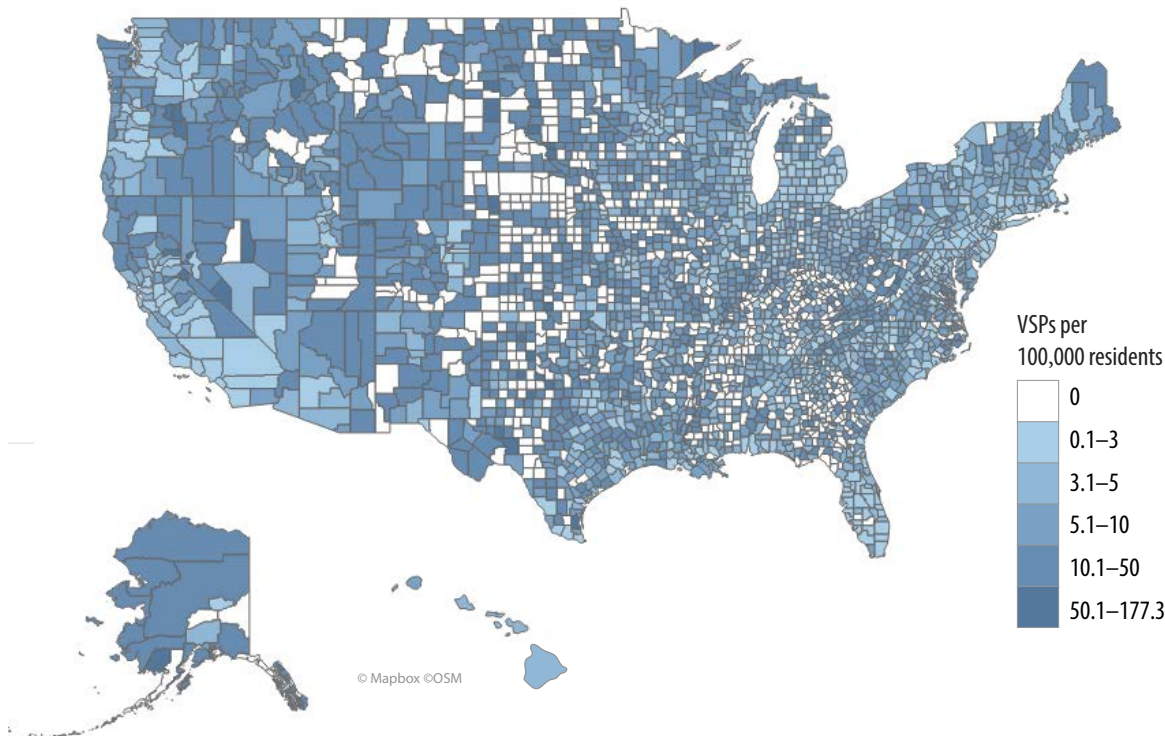 VSPs per
100,000 residents
0
0.1–3
3.1–5
5.1–10
10.1–50
50.1–177.3
© Mapbox ©OSM